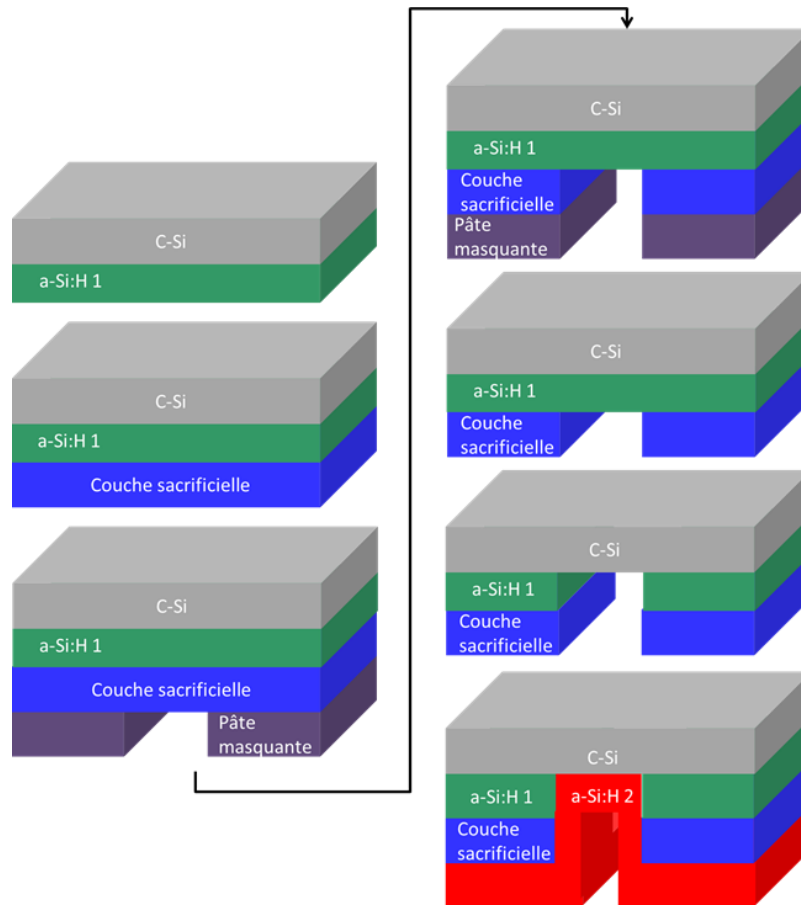 C-Si
a-Si:H 1
C-Si
a-Si:H 1
Couche sacrificielle
C-Si
a-Si:H 1
Couche sacrificielle
Pâte
masquante
C-Si
a-Si:H 1
Couche
sacrificielle
Pâte
masquante
C-Si
a-Si:H 1
Couche
sacrificielle
C-Si
a-Si:H 1
Couche
sacrificielle
C-Si
a-Si:H 1 a-Si:H 2
Couche
sacrificielle